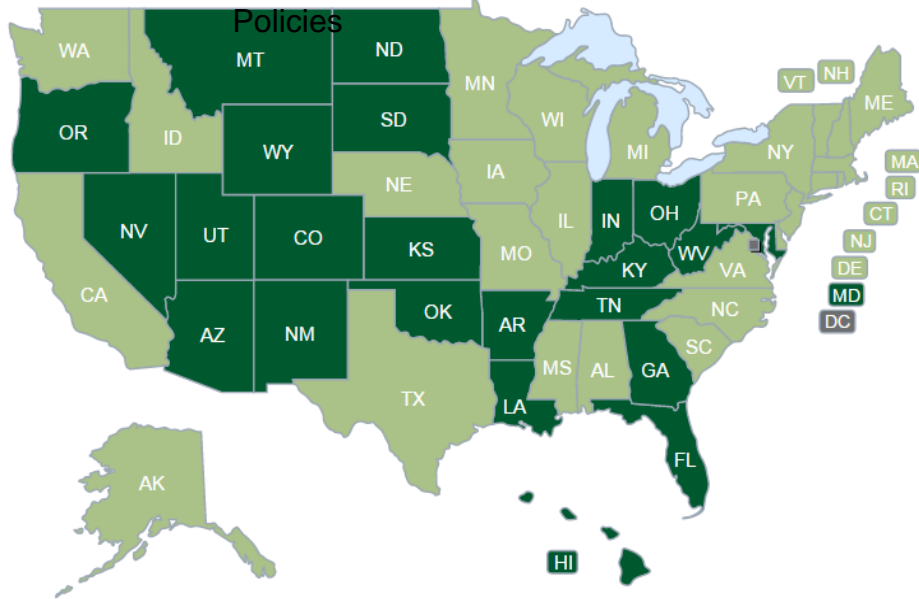 Policies
WA
MT
ND
MN
VT
NH
ME
OR
ID
SD
WI
WY
MI
NY
MA
IA
NE
RI
PA
IL
IN
OH
CT
NV
UT
CO
KS
MO
WV
NJ
KY
VA
DE
CA
MD
TN
NC
DC
OK
AR
AZ
NM
SC
MS
AL
GA
TX
LA
FL
AK
HI